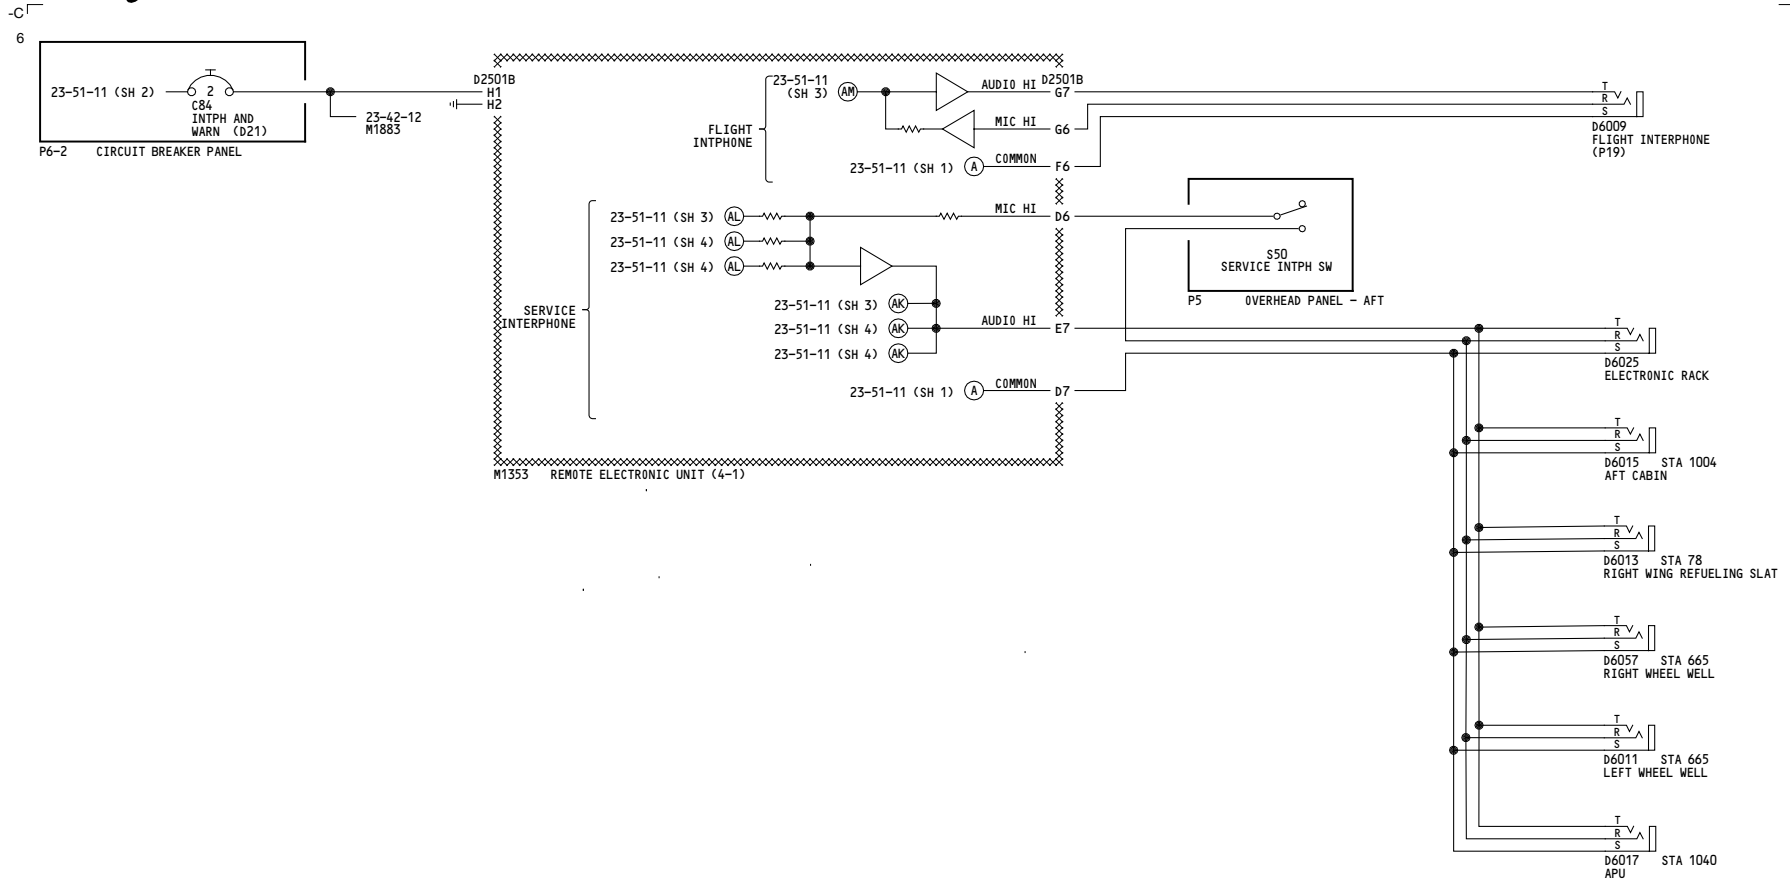 -C
6
23-51-11 (SH 2)
2
C84
INTPH AND
WARN (D21)
P6-2 CIRCUIT BREAKER PANEL
23-42-12
M1883
D2501B
H1
H2
FLIGHT
INTPHONE
23-51-11
(SH 3)
AM
AUDIO HI
D2501B
G7
MIC HI
G6
23-51-11 (SH 1)
A
COMMON
F6
SERVICE
INTERPHONE
23-51-11 (SH 3)
AL
MIC HI
D6
23-51-11 (SH 4)
AL
23-51-11 (SH 4)
AL
23-51-11 (SH 3)
AK
23-51-11 (SH 4)
AK
AUDIO HI
E7
23-51-11 (SH 4)
AK
23-51-11 (SH 1)
A
COMMON
D7
M1353 REMOTE ELECTRONIC UNIT (4-1)
S50
SERVICE INTPH SW
P5 OVERHEAD PANEL - AFT
T
R
S
D6009
FLIGHT INTERPHONE
(P19)
T
R
S
D6025
ELECTRONIC RACK
T
R
S
D6015 STA 1004
AFT CABIN
T
R
S
D6013 STA 78
RIGHT WING REFUELING SLAT
T
R
S
D6057 STA 665
RIGHT WHEEL WELL
T
R
S
D6011 STA 665
LEFT WHEEL WELL
T
R
S
D6017 STA 1040
APU